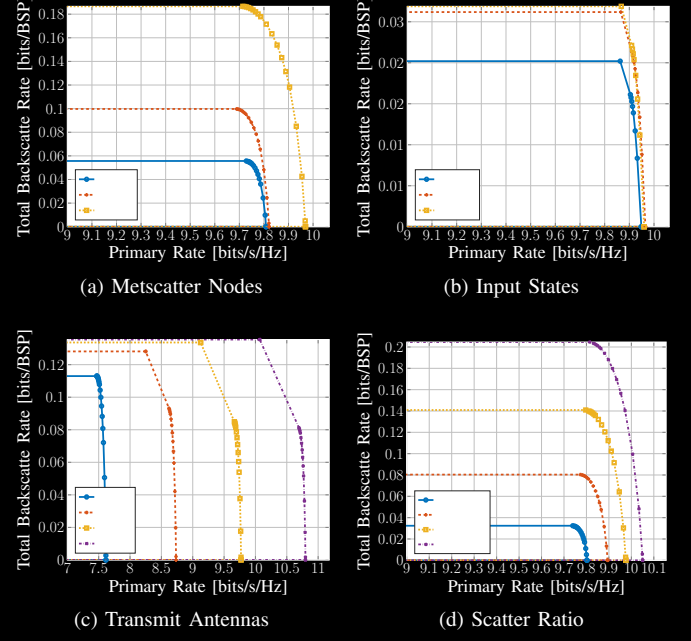 Total Backscatte Rate [bits/BSP]
0.18
0.16
0.14
0.12
0.1
0.08
0.06
0.04
0.02
0
9 9.1 9.2 9.3 9.4 9.5 9.6 9.7 9.8 9.9 10
Primary Rate [bits/s/Hz]
(a) Metscatter Nodes
Total Backscatte Rate [bits/BSP]
0.03
0.02
0.02
0.01
0.01
0
9 9.1 9.2 9.3 9.4 9.5 9.6 9.7 9.8 9.9 10
Primary Rate [bits/s/Hz]
(b) Input States
Total Backscatte Rate [bits/BSP]
0.12
0.1
0.08
0.06
0.04
0.02
0
7 7.5 8 8.5 9 9.5 10 10.5 11
Primary Rate [bits/s/Hz]
(c) Transmit Antennas
Total Backscatte Rate [bits/BSP]
0.2
0.18
0.16
0.14
0.12
0.1
0.08
0.06
0.04
0.02
0
9 9.1 9.2 9.3 9.4 9.5 9.6 9.7 9.8 9.9 10 10.1
Primary Rate [bits/s/Hz]
(d) Scatter Ratio